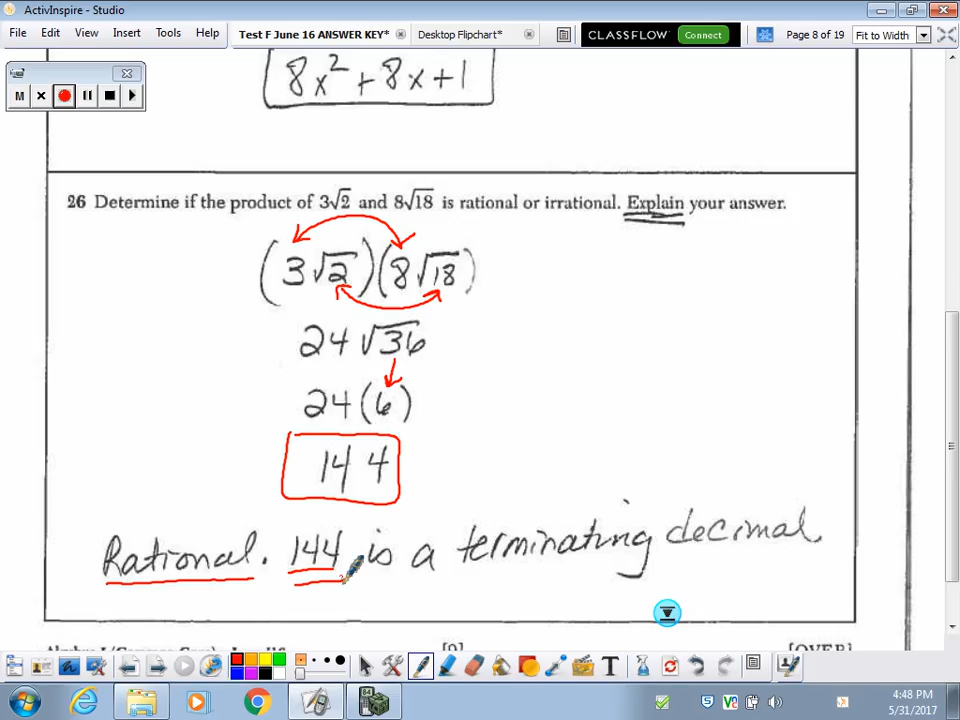 ActivInspire - Studio
File Edit View Insert Tools Help
Test F June 16 ANSWER KEY*
Desktop Flipchart*
CLASSFLOW Connect
Page 8 of 19
Fit to Width
M
8x² + 8x + 1
26 Determine if the product of 3√2 and 8√18 is rational or irrational. Explain your answer.
(3√2)(8√18)
24√36
24(6)
144
Rational. 144 is a terminating decimal.
[9]
[OVER]
T
84
4:48 PM
5/31/2017